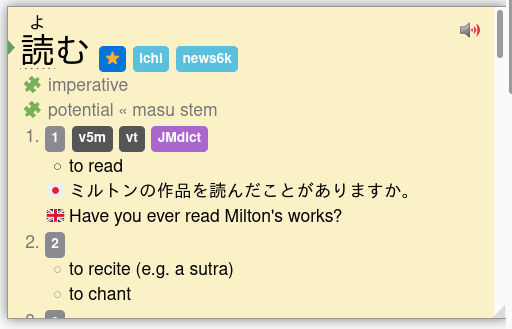 よ
読む ichi news6k
imperative
potential « masu stem
1. 1 v5m vt JMdict
to read
ミルトンの作品を読んだことがありますか。
Have you ever read Milton's works?
2. 2
to recite (e.g. a sutra)
to chant